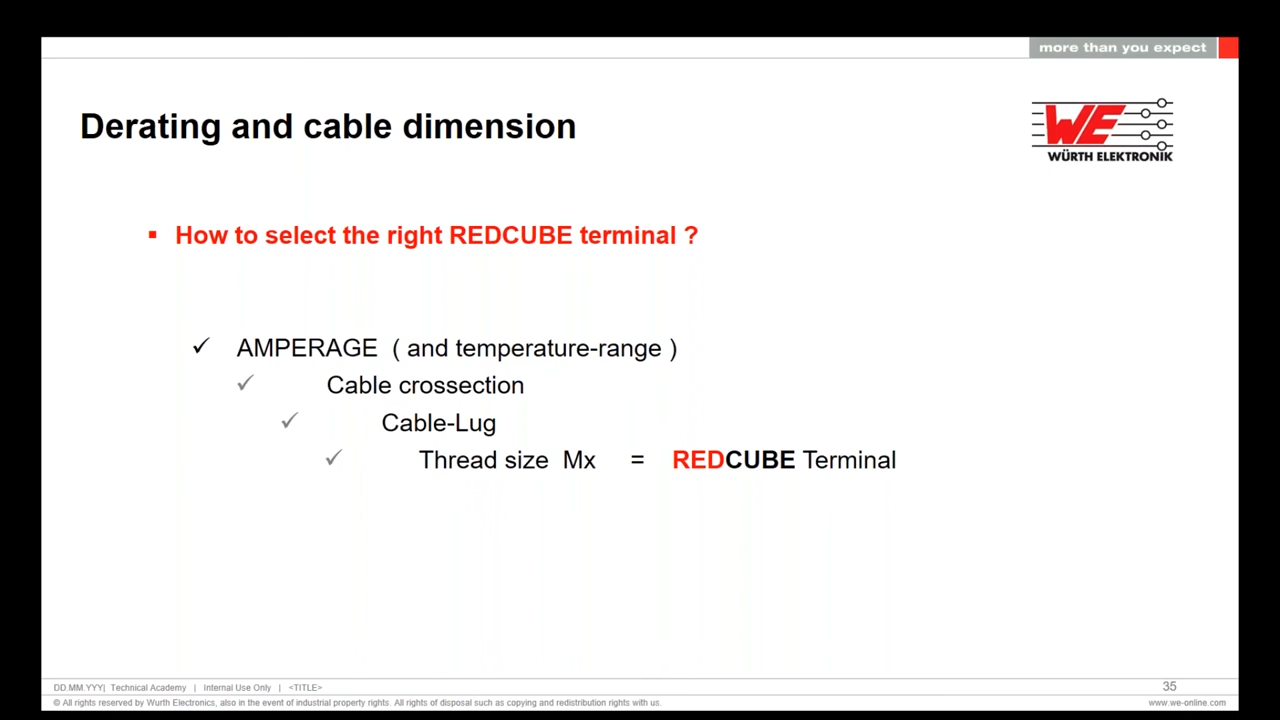 more than you expect
Derating and cable dimension
WE
WÜRTH ELEKTRONIK
▪ How to select the right REDCUBE terminal ?
✓ AMPERAGE ( and temperature-range )
✓ Cable crossection
✓ Cable-Lug
✓ Thread size Mx = REDCUBE Terminal
DD.MM.YYY| Technical Academy | Internal Use Only | <TITLE>
35
© All rights reserved by Wurth Electronics, also in the event of industrial property rights. All rights of disposal such as copying and redistribution rights with us.
www.we-online.com